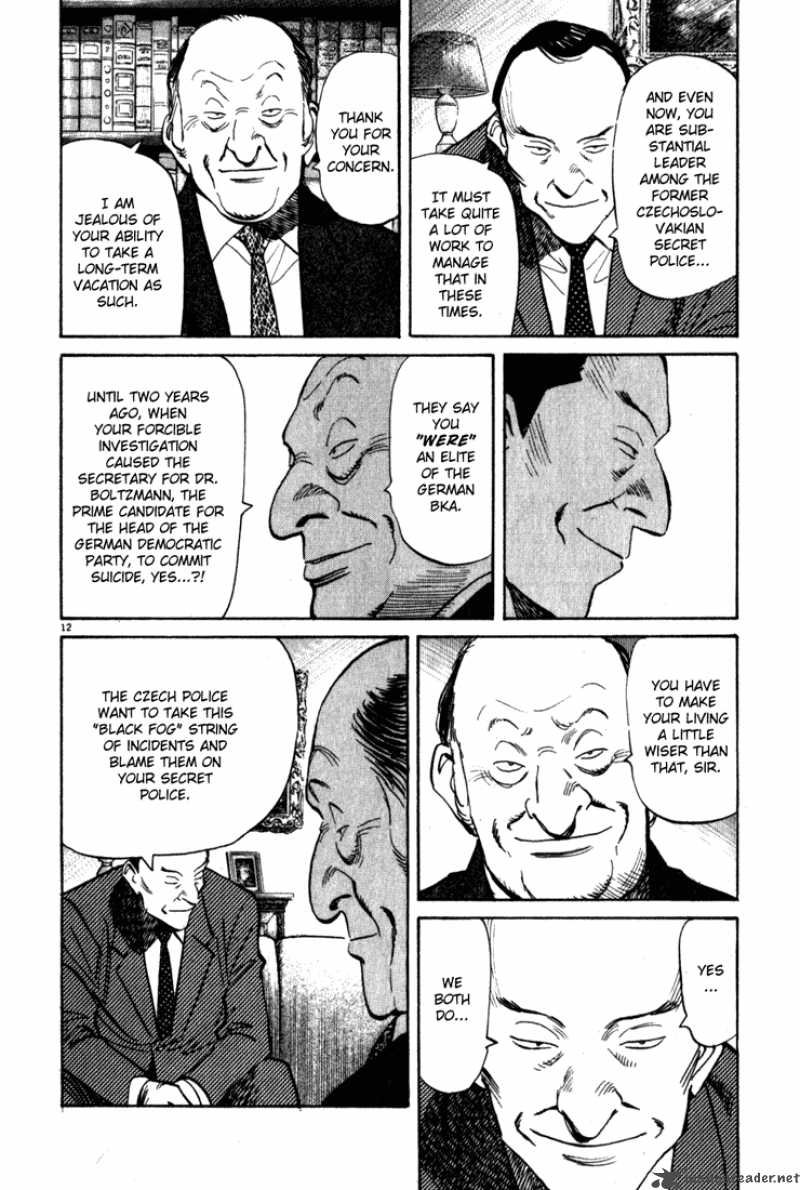 AND EVEN
NOW, YOU
ARE SUB-
STANTIAL
LEADER
AMONG THE
FORMER
CZECHOSLO-
VAKIAN
SECRET
POLICE...
IT MUST
TAKE QUITE
A LOT OF
WORK TO
MANAGE
THAT IN
THESE
TIMES.
THANK
YOU FOR
YOUR
CONCERN.
I AM
JEALOUS OF
YOUR ABILITY
TO TAKE A
LONG-TERM
VACATION AS
SUCH.
THEY SAY
YOU
"WERE"
AN ELITE
OF THE
GERMAN
BKA.
UNTIL TWO YEARS
AGO, WHEN
YOUR FORCIBLE
INVESTIGATION
CAUSED THE
SECRETARY FOR DR.
BOLTZMANN, THE
PRIME CANDIDATE FOR
THE HEAD OF THE
GERMAN DEMOCRATIC
PARTY, TO COMMIT
SUICIDE, YES...?!
12
YOU HAVE
TO MAKE
YOUR LIVING
A LITTLE
WISER THAN
THAT, SIR.
YES
...
WE
BOTH
DO...
THE CZECH POLICE
WANT TO TAKE THIS
"BLACK FOG" STRING
OF INCIDENTS AND
BLAME THEM ON
YOUR SECRET
POLICE.